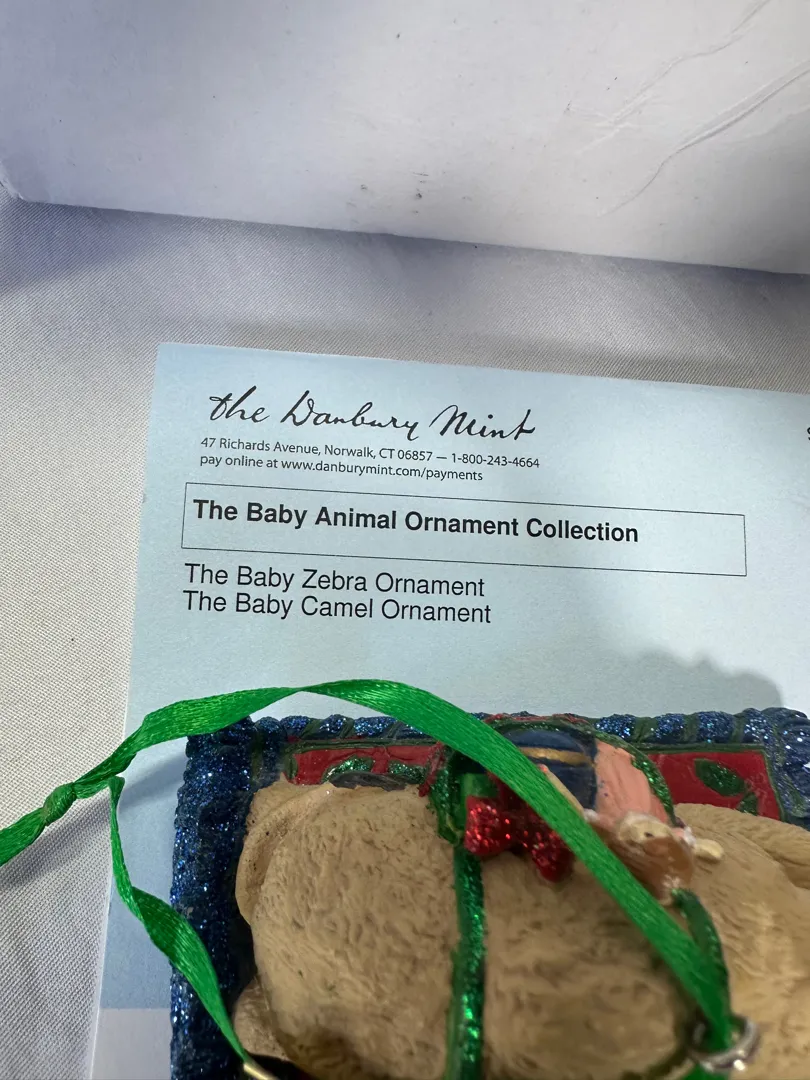 the Danbury Mint
47 Richards Avenue, Norwalk, CT 06857 — 1-800-243-4664
pay online at www.danburymint.com/payments
The Baby Animal Ornament Collection
The Baby Zebra Ornament
The Baby Camel Ornament